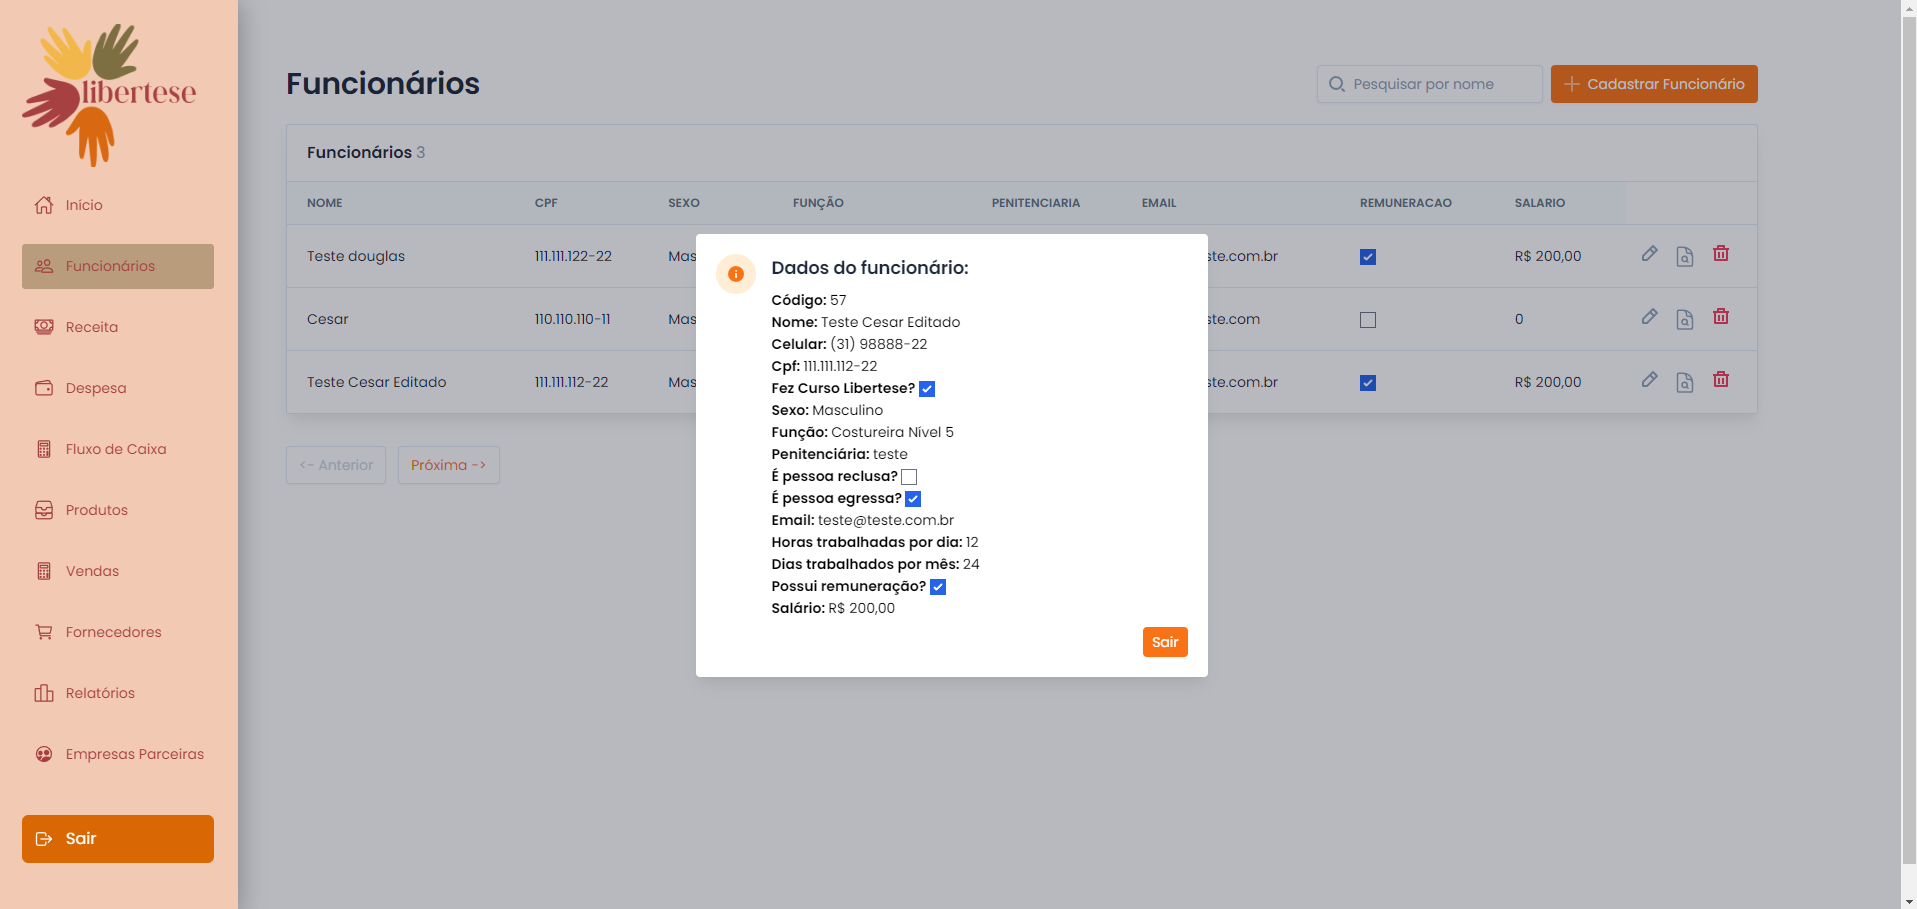 libertese
Início
Funcionários
Receita
Despesa
Fluxo de Caixa
Produtos
Vendas
Fornecedores
Relatórios
Empresas Parceiras
Sair
Funcionários
Pesquisar por nome
Cadastrar Funcionário
Funcionários 3
NOME CPF SEXO FUNÇÃO PENITENCIARIA EMAIL REMUNERACAO SALARIO
Teste douglas 111.111.122-22 Mas ste.com.br R$ 200,00
Cesar 110.110.110-11 Mas ste.com 0
Teste Cesar Editado 111.111.112-22 Mas ste.com.br R$ 200,00
<- Anterior Próxima ->
Dados do funcionário:
Código: 57
Nome: Teste Cesar Editado
Celular: (31) 98888-22
Cpf: 111.111.112-22
Fez Curso Libertese?
Sexo: Masculino
Função: Costureira Nível 5
Penitenciária: teste
É pessoa reclusa?
É pessoa egressa?
Email: teste@teste.com.br
Horas trabalhadas por dia: 12
Dias trabalhados por mês: 24
Possui remuneração?
Salário: R$ 200,00
Sair